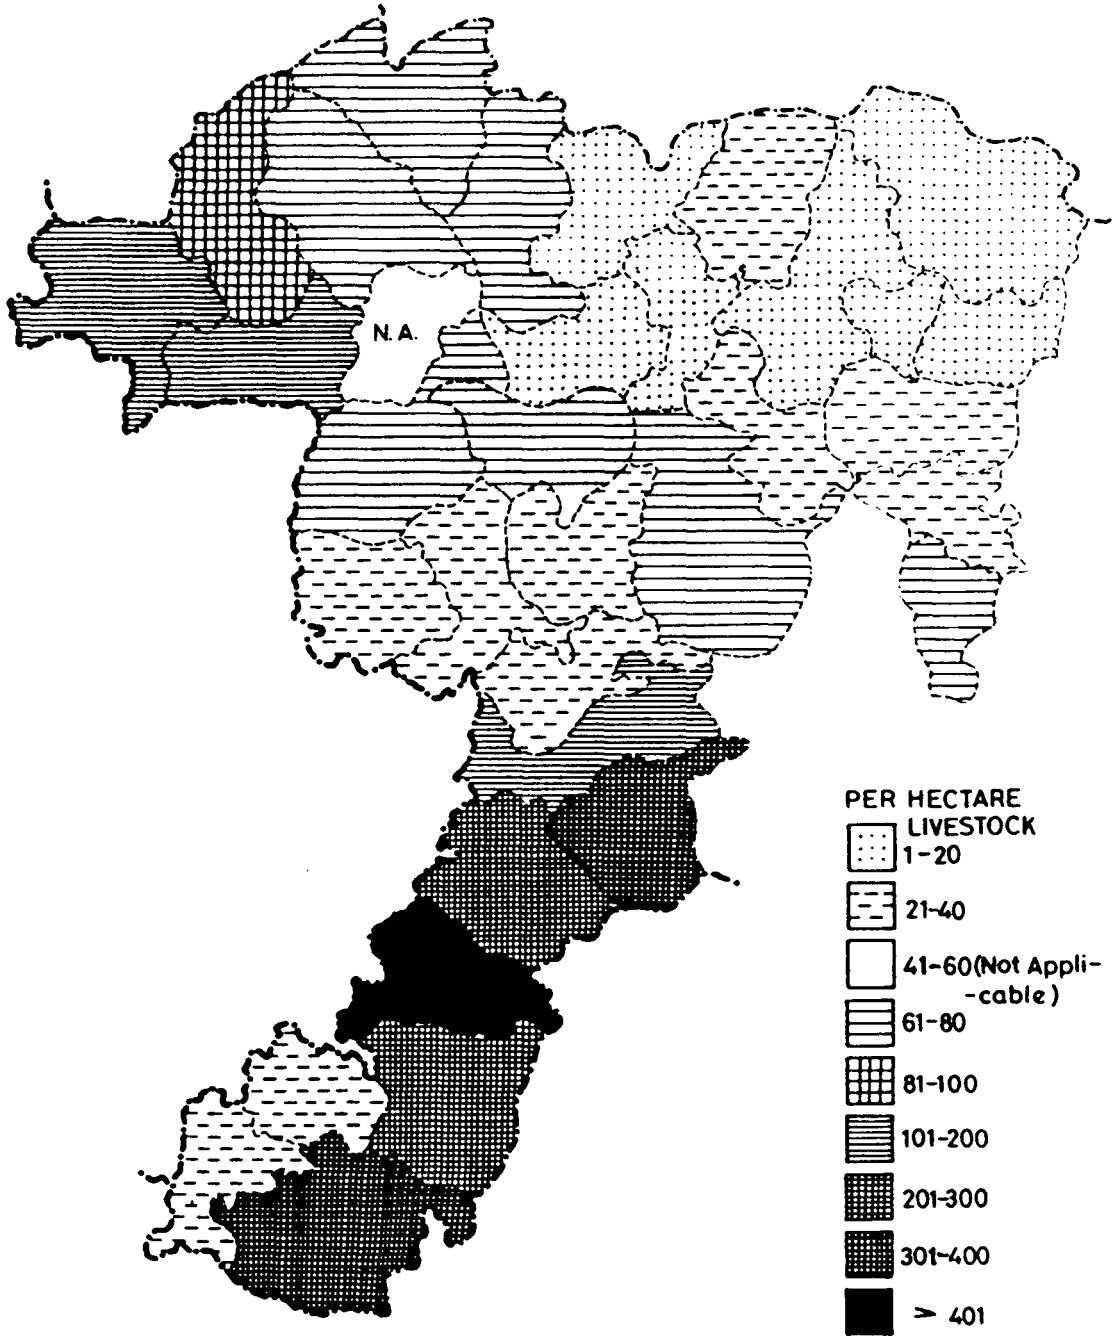 N.A.
PER HECTARE
LIVESTOCK
1-20
21-40
41-60(Not Appli-
-cable)
61-80
81-100
101-200
201-300
301-400
> 401